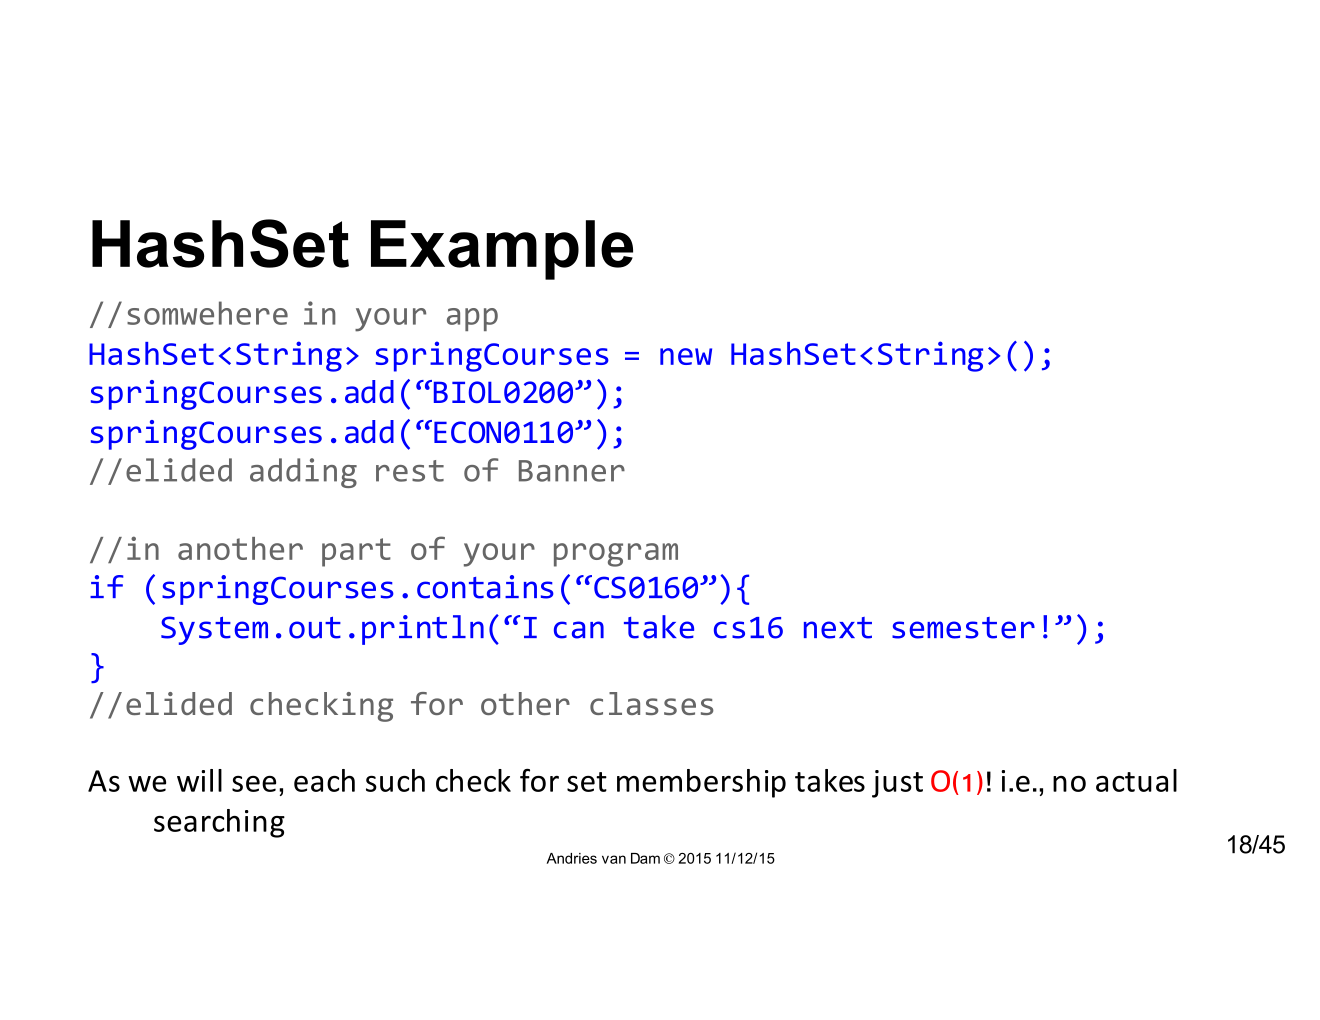 HashSet Example
//somwehere in your app
HashSet<String> springCourses = new HashSet<String>();
springCourses.add(“BIOL0200”);
springCourses.add(“ECON0110”);
//elided adding rest of Banner
//in another part of your program
if (springCourses.contains(“CS0160”){
    System.out.println(“I can take cs16 next semester!”);
}
//elided checking for other classes
As we will see, each such check for set membership takes just O(1)! i.e., no actual
searching
18/45
Andries van Dam © 2015 11/12/15